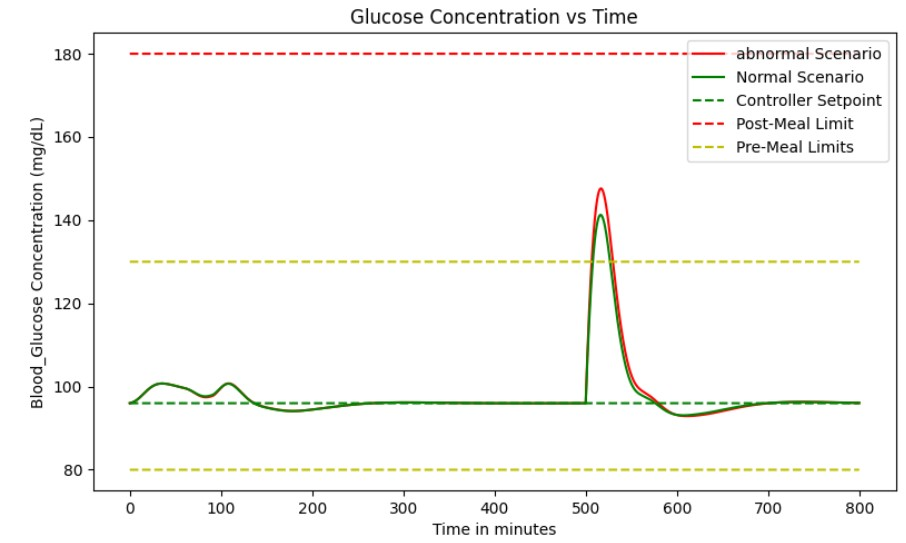 Glucose Concentration vs Time
Blood_Glucose Concentration (mg/dL)
180
160
140
120
100
80
abnormal Scenario
Normal Scenario
Controller Setpoint
Post-Meal Limit
Pre-Meal Limits
0 100 200 300 400 500 600 700 800
Time in minutes